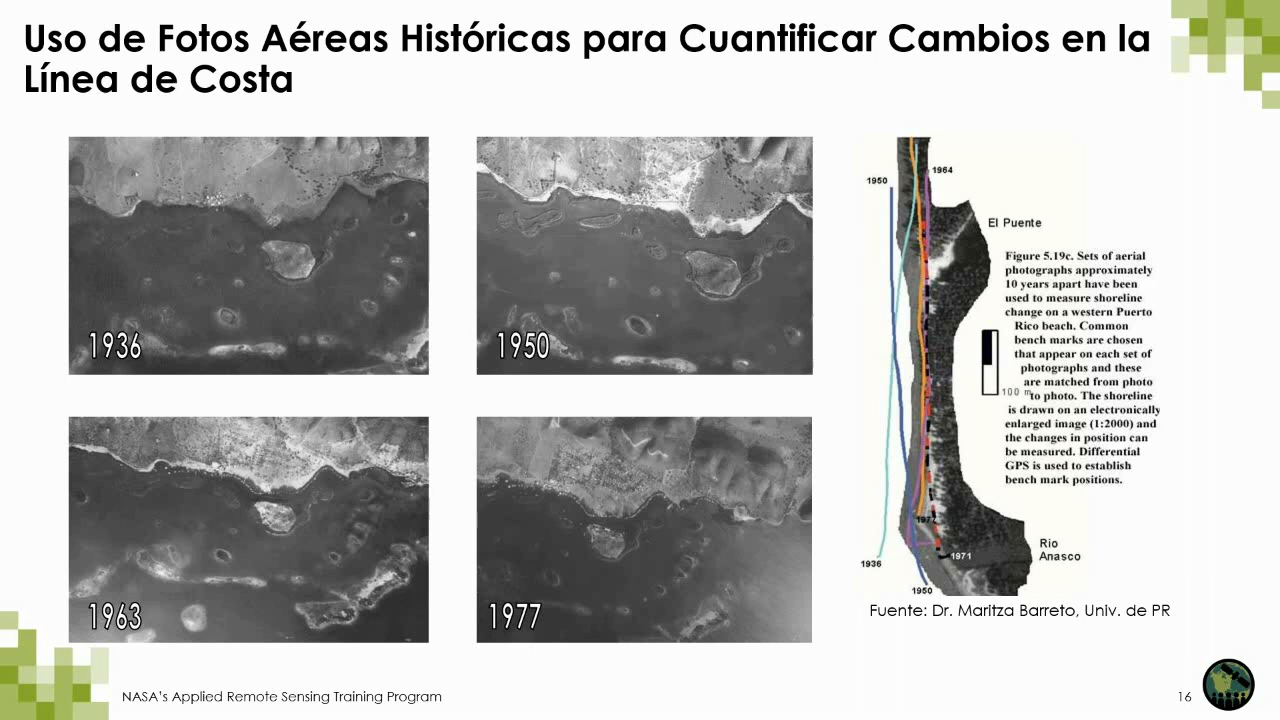 Uso de Fotos Aéreas Históricas para Cuantificar Cambios en la
Línea de Costa
1936
1950
1963
1977
1950
1964
El Puente
Figure 5.19c. Sets of aerial
photographs approximately
10 years apart have been
used to measure shoreline
change on a western Puerto
Rico beach. Common
bench marks are chosen
that appear on each set of
photographs and these
are matched from photo
to photo. The shoreline
is drawn on an electronically
enlarged image (1:2000) and
the changes in position can
be measured. Differential
GPS is used to establish
bench mark positions.
100 m
1977
Rio
Anasco
1971
1936
1950
Fuente: Dr. Maritza Barreto, Univ. de PR
NASA's Applied Remote Sensing Training Program
16